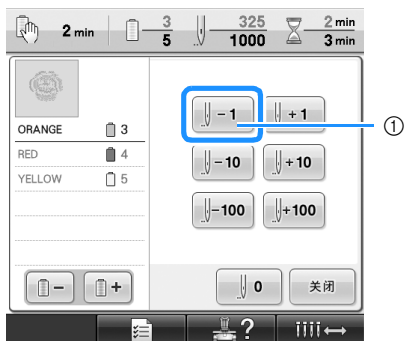 2 min 3 5 325 1000 2 min 3 min
ORANGE 3
RED 4
YELLOW 5
-1 +1
-10 +10
-100 +100
- + 0 关闭
?
①